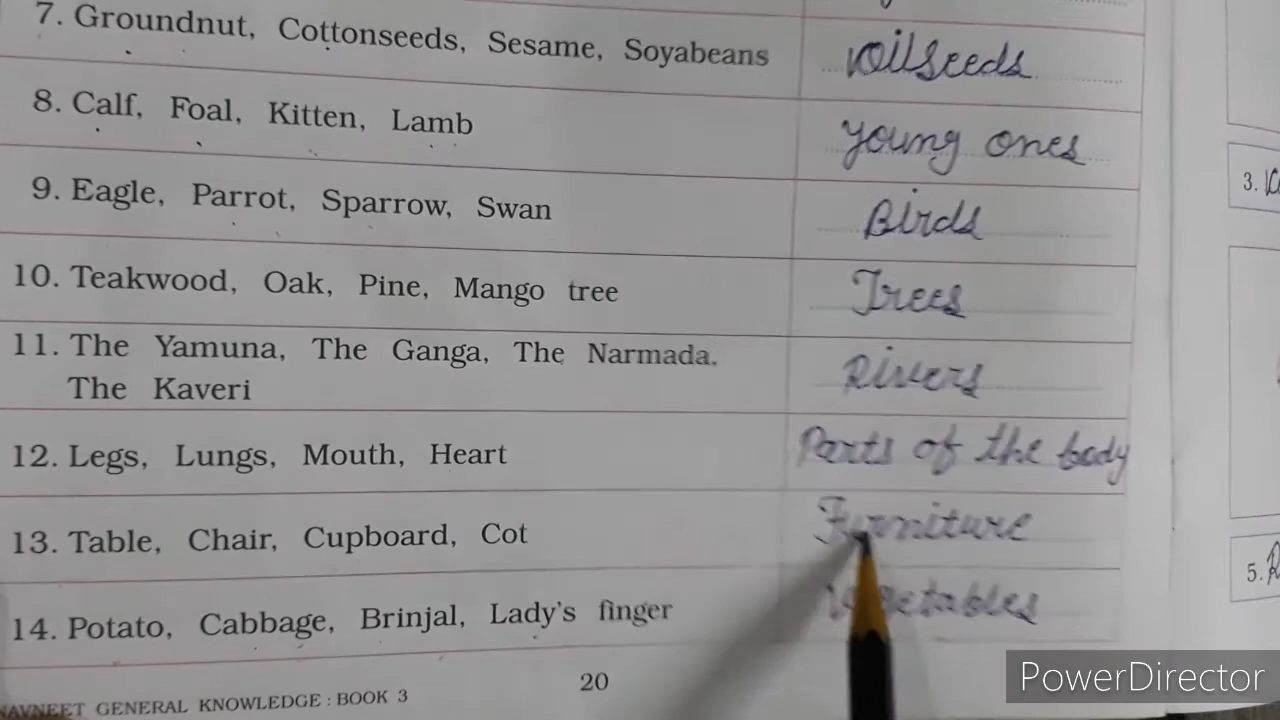 7. Groundnut, Cottonseeds, Sesame, Soyabeans Oilseeds
8. Calf, Foal, Kitten, Lamb Young ones
9. Eagle, Parrot, Sparrow, Swan Birds
10. Teakwood, Oak, Pine, Mango tree Trees
11. The Yamuna, The Ganga, The Narmada,
The Kaveri Rivers
12. Legs, Lungs, Mouth, Heart Parts of the body
13. Table, Chair, Cupboard, Cot Furniture
14. Potato, Cabbage, Brinjal, Lady's finger Vegetables
20
NAVNEET GENERAL KNOWLEDGE : BOOK 3
3.
5.
PowerDirector